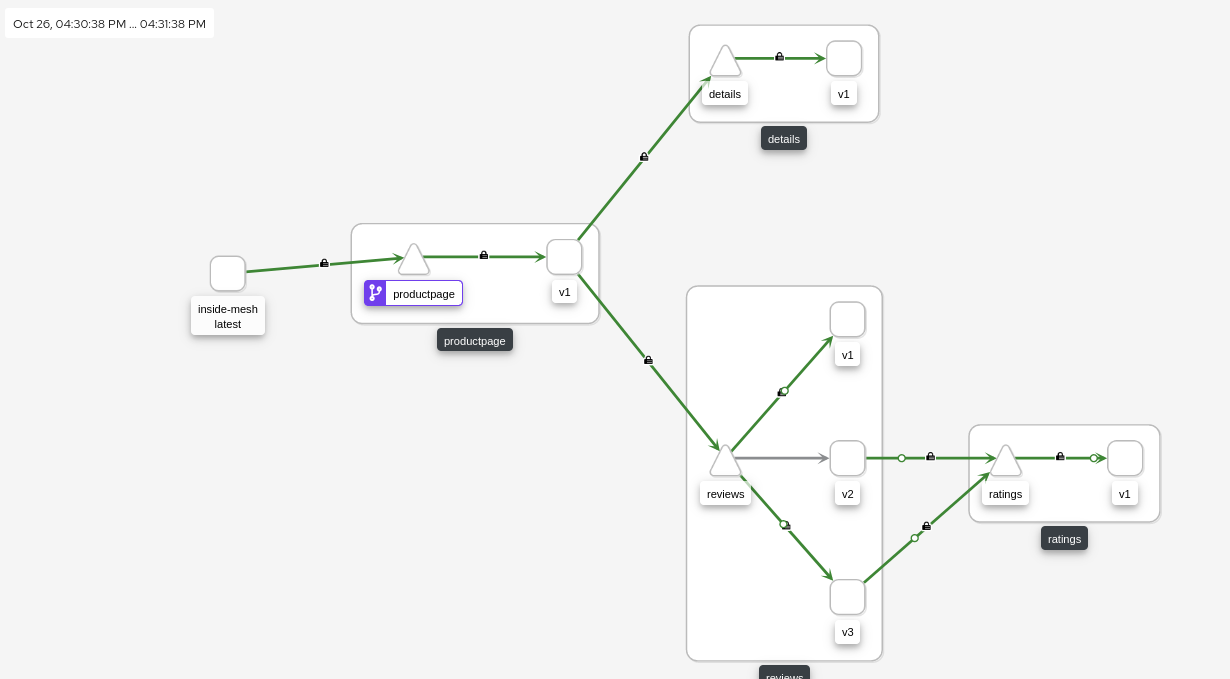 Oct 26, 04:30:38 PM ... 04:31:38 PM
details
v1
details
inside-mesh
latest
productpage
v1
productpage
v1
reviews
v2
ratings
v1
ratings
v3
reviews